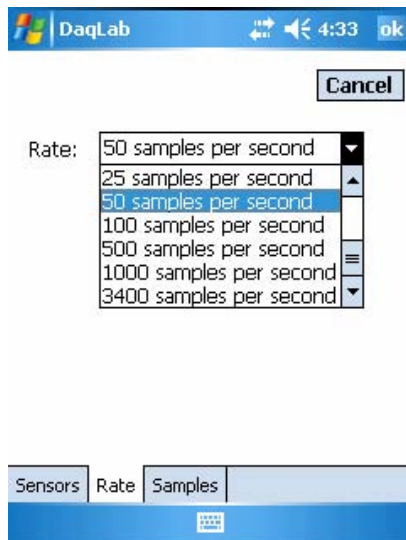 DaqLab 4:33 ok
Cancel
Rate: 50 samples per second
25 samples per second
50 samples per second
100 samples per second
500 samples per second
1000 samples per second
3400 samples per second
Sensors Rate Samples